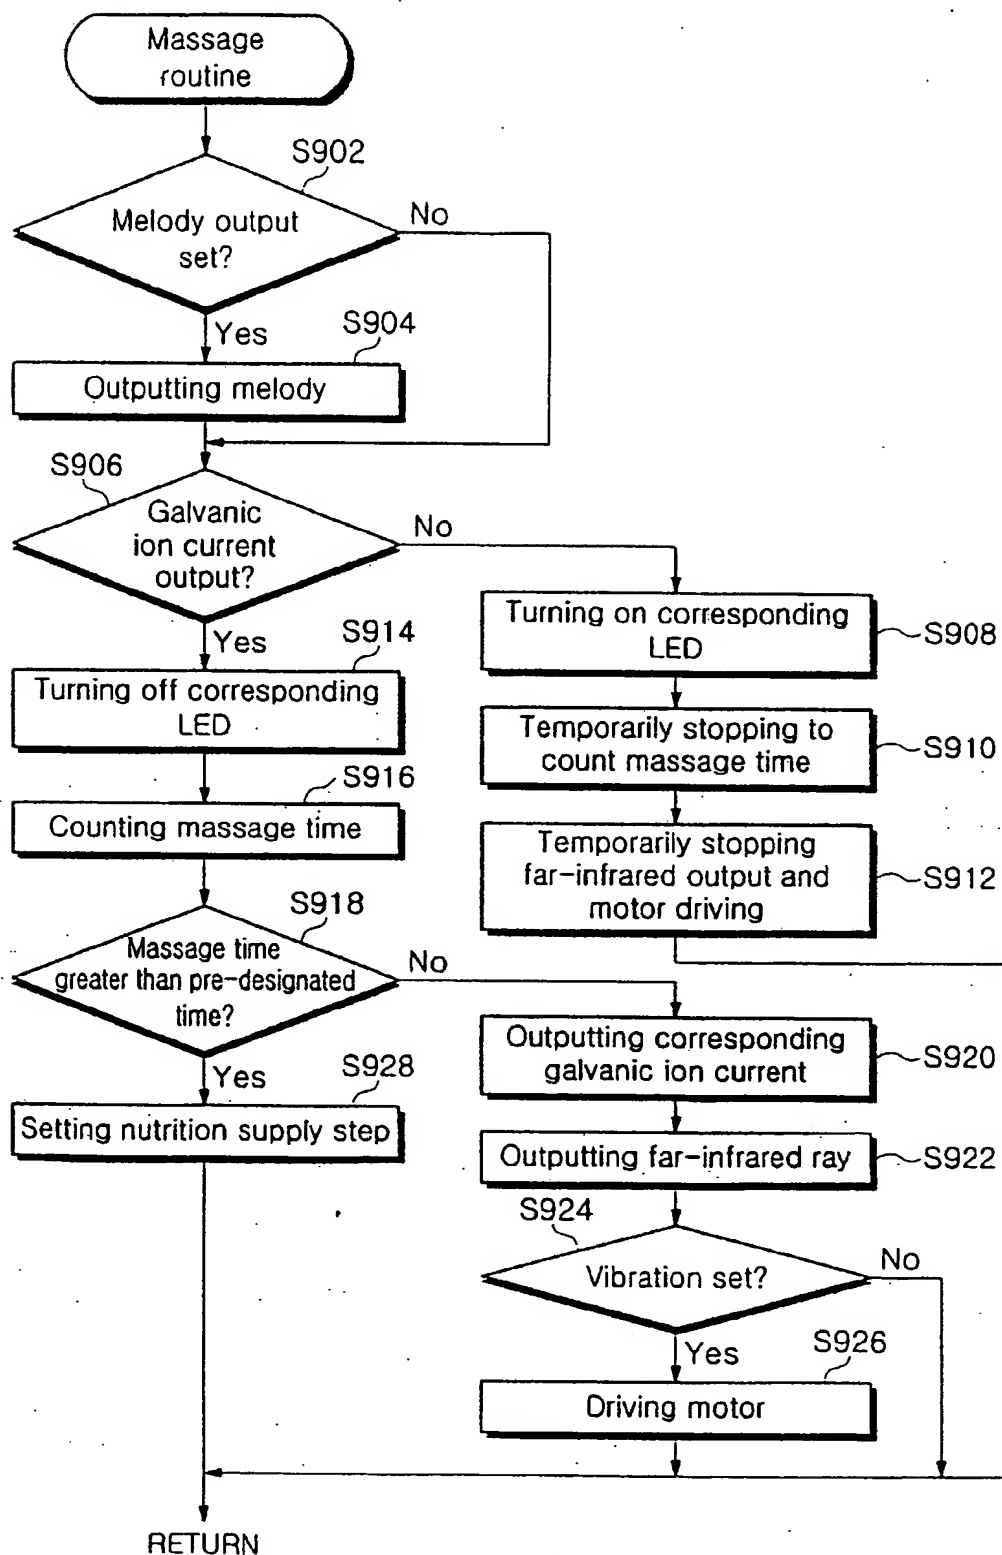 Massage
routine
S902
Melody output
set?
No
Yes
S904
Outputting melody
S906
Galvanic
ion current
output?
No
Yes
S914
Turning off corresponding
LED
S916
Counting massage time
S918
Massage time
greater than pre-designated
time?
No
Yes
S928
Setting nutrition supply step
Turning on corresponding
LED
S908
Temporarily stopping to
count massage time
S910
Temporarily stopping
far-infrared output and
motor driving
S912
Outputting corresponding
galvanic ion current
S920
Outputting far-infrared ray
S922
S924
Vibration set?
No
Yes
S926
Driving motor
RETURN